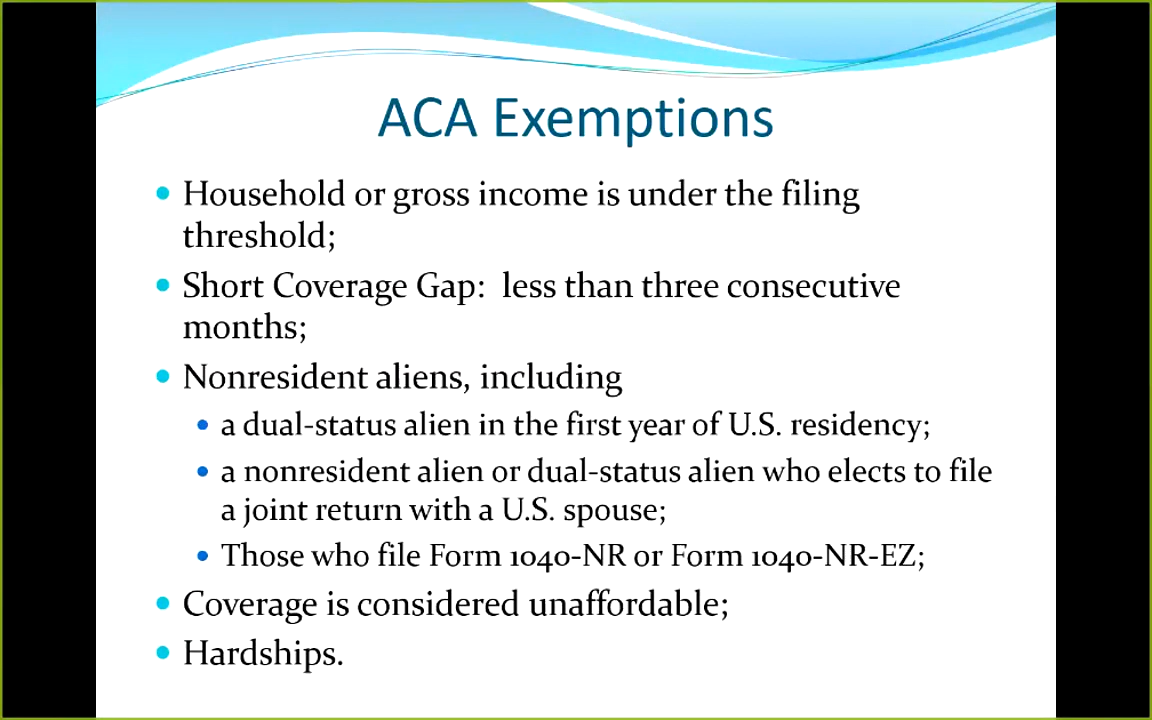 ACA Exemptions
• Household or gross income is under the filing
threshold;
• Short Coverage Gap:  less than three consecutive
months;
• Nonresident aliens, including
• a dual-status alien in the first year of U.S. residency;
• a nonresident alien or dual-status alien who elects to file
a joint return with a U.S. spouse;
• Those who file Form 1040-NR or Form 1040-NR-EZ;
• Coverage is considered unaffordable;
• Hardships.